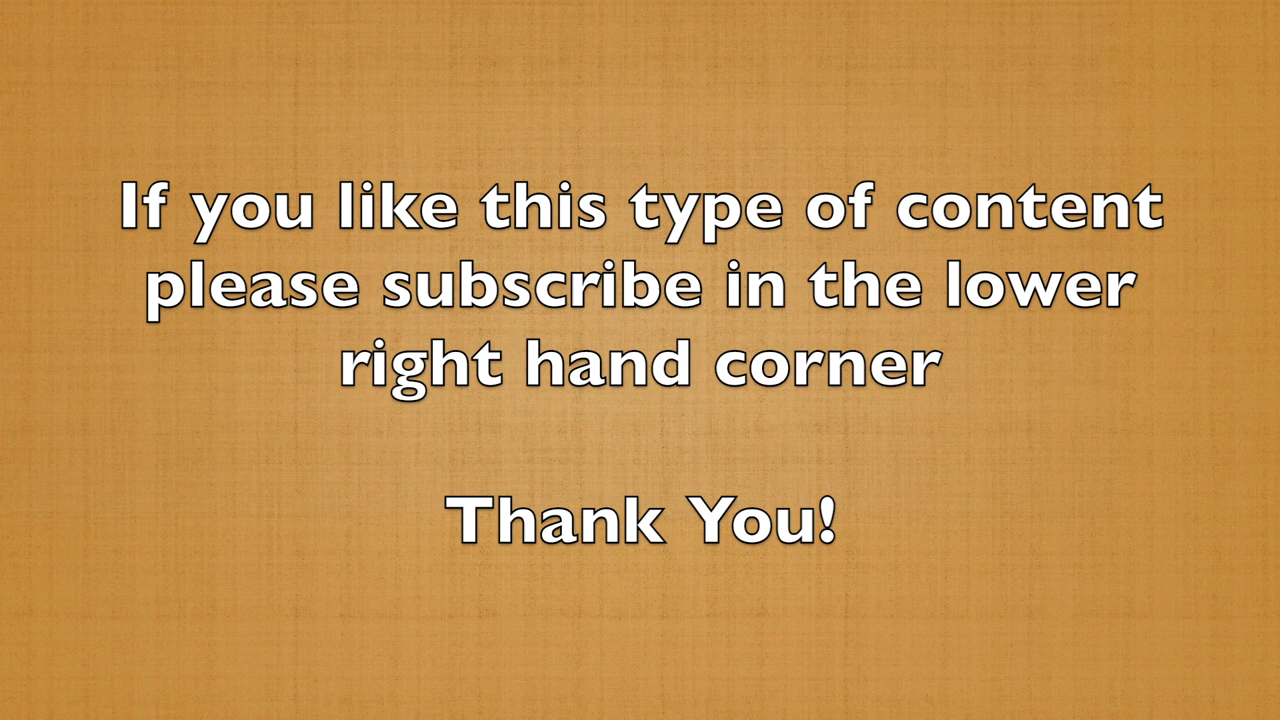 If you like this type of content
please subscribe in the lower
right hand corner
Thank You!